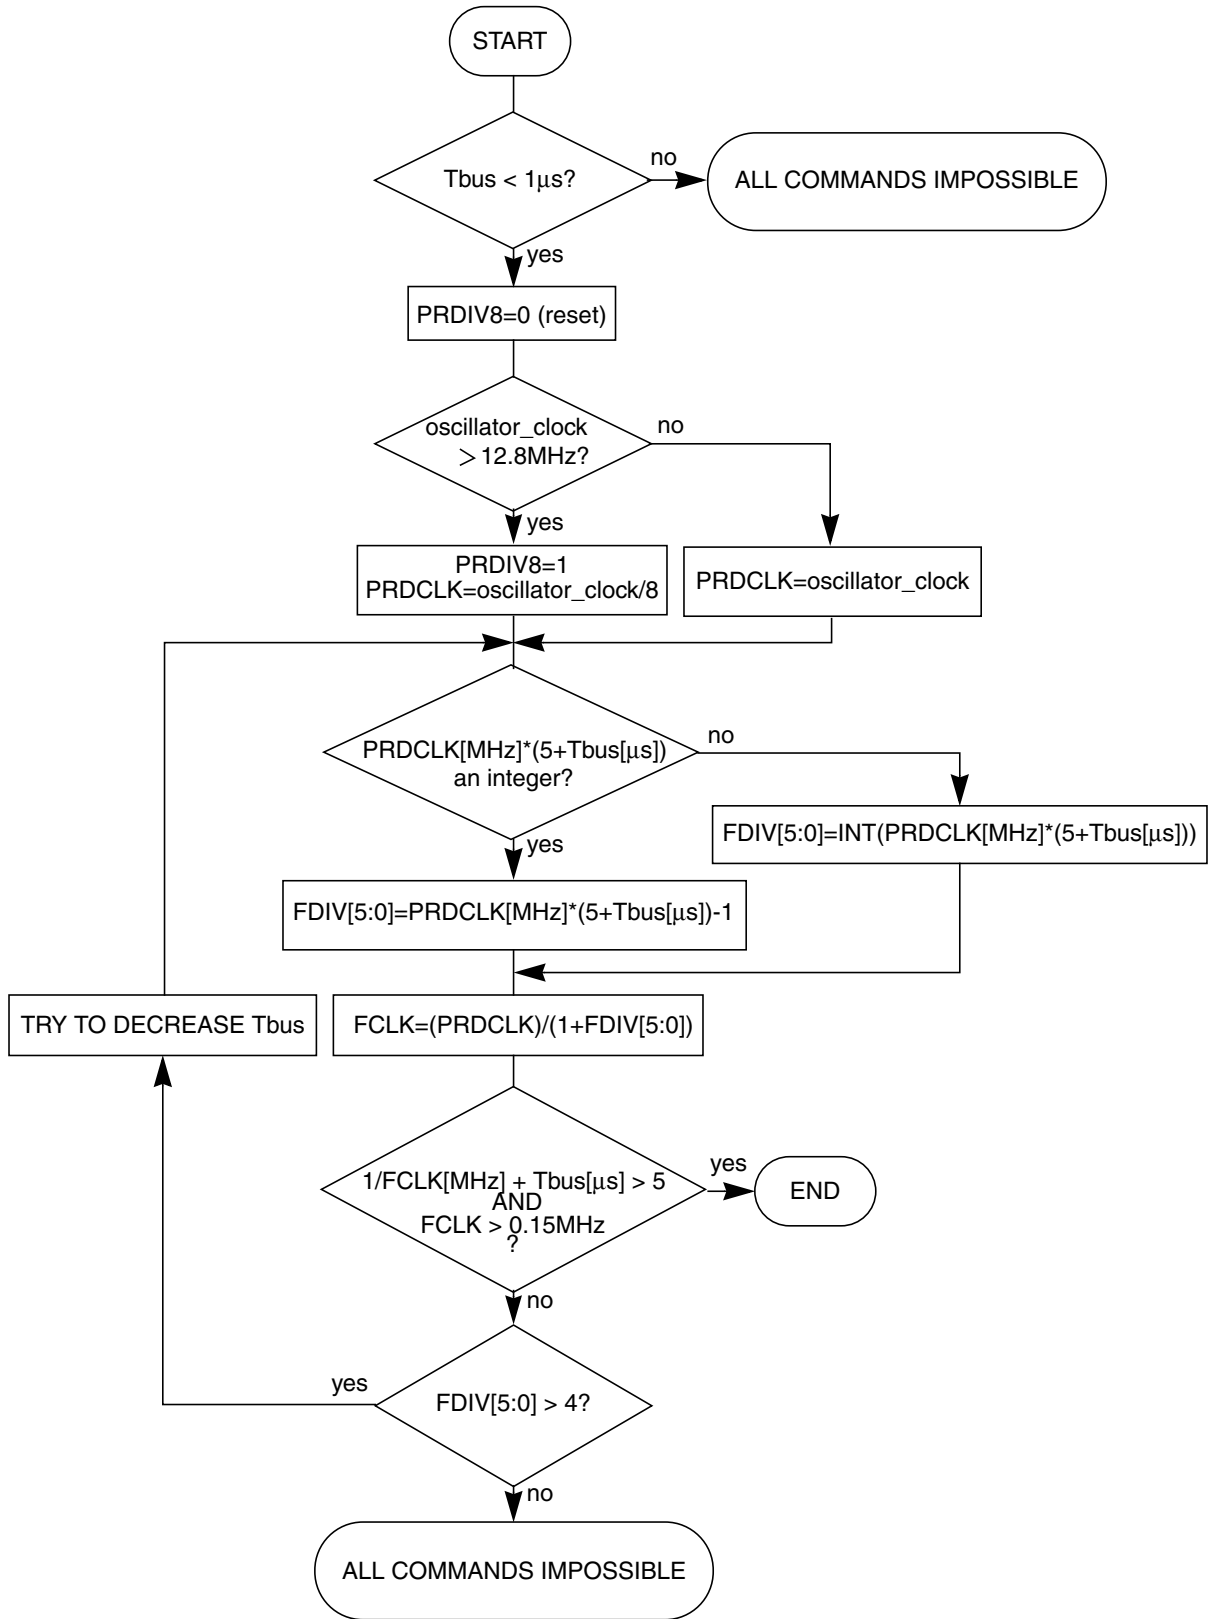 START
Tbus < 1μs?
no
ALL COMMANDS IMPOSSIBLE
yes
PRDIV8=0 (reset)
oscillator_clock
> 12.8MHz?
no
yes
PRDIV8=1
PRDCLK=oscillator_clock/8
PRDCLK=oscillator_clock
PRDCLK[MHz]*(5+Tbus[μs])
an integer?
no
yes
FDIV[5:0]=INT(PRDCLK[MHz]*(5+Tbus[μs]))
FDIV[5:0]=PRDCLK[MHz]*(5+Tbus[μs])-1
TRY TO DECREASE Tbus
FCLK=(PRDCLK)/(1+FDIV[5:0])
1/FCLK[MHz] + Tbus[μs] > 5
AND
FCLK > 0.15MHz
?
yes
END
no
yes
FDIV[5:0] > 4?
no
ALL COMMANDS IMPOSSIBLE